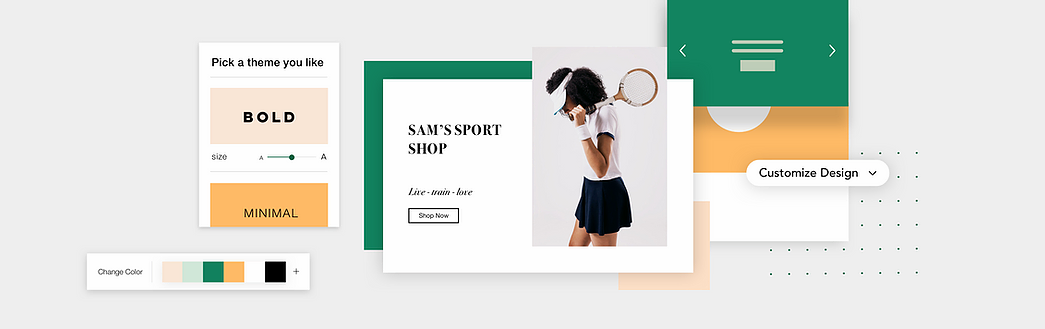 Pick a theme you like
BOLD
size A A
MINIMAL
Change Color +
SAM'S SPORT
SHOP
Live - train - love
Shop Now
Customize Design